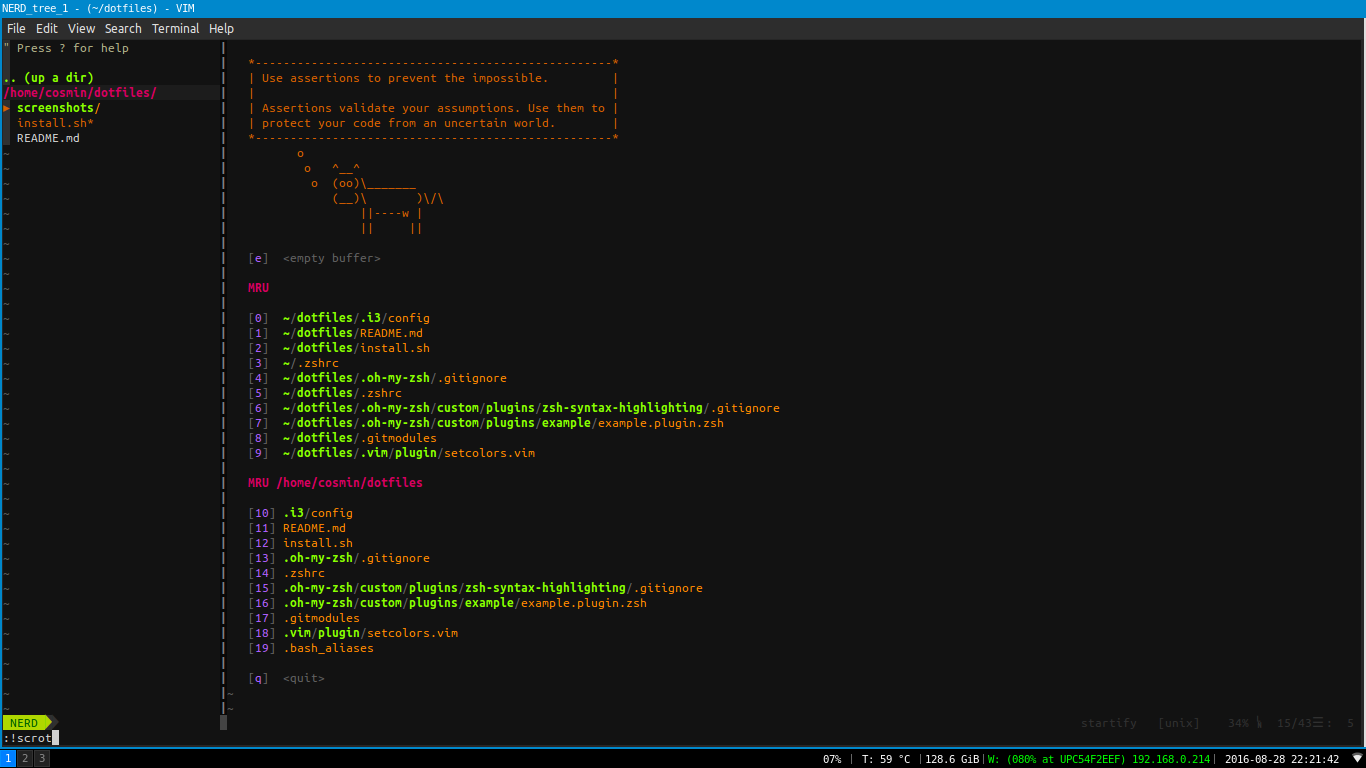 NERD_tree_1 - (~/dotfiles) - VIM
File Edit View Search Terminal Help
" Press ? for help
.. (up a dir)
/home/cosmin/dotfiles/
▸ screenshots/
install.sh*
README.md
*---------------------------------------------------*
| Use assertions to prevent the impossible.         |
|                                                   |
| Assertions validate your assumptions. Use them to |
| protect your code from an uncertain world.        |
*---------------------------------------------------*
       o
        o   ^__^
         o  (oo)\_______
            (__)\       )\/\
                ||----w |
                ||     ||
[e]  <empty buffer>
MRU
[0]  ~/dotfiles/.i3/config
[1]  ~/dotfiles/README.md
[2]  ~/dotfiles/install.sh
[3]  ~/.zshrc
[4]  ~/dotfiles/.oh-my-zsh/.gitignore
[5]  ~/dotfiles/.zshrc
[6]  ~/dotfiles/.oh-my-zsh/custom/plugins/zsh-syntax-highlighting/.gitignore
[7]  ~/dotfiles/.oh-my-zsh/custom/plugins/example/example.plugin.zsh
[8]  ~/dotfiles/.gitmodules
[9]  ~/dotfiles/.vim/plugin/setcolors.vim
MRU /home/cosmin/dotfiles
[10] .i3/config
[11] README.md
[12] install.sh
[13] .oh-my-zsh/.gitignore
[14] .zshrc
[15] .oh-my-zsh/custom/plugins/zsh-syntax-highlighting/.gitignore
[16] .oh-my-zsh/custom/plugins/example/example.plugin.zsh
[17] .gitmodules
[18] .vim/plugin/setcolors.vim
[19] .bash_aliases
[q]  <quit>
NERD
startify [unix] 34% 15/43☰: 5
:!scrot
1 2 3
07% | T: 59 °C | 128.6 GiB | W: (080% at UPC54F2EEF) 192.168.0.214 | 2016-08-28 22:21:42